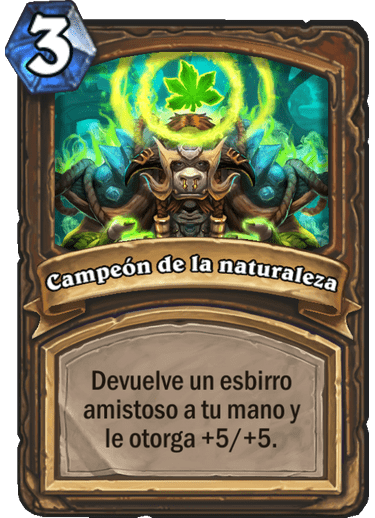 3
Campeón de la naturaleza
Devuelve un esbirro
amistoso a tu mano y
le otorga +5/+5.